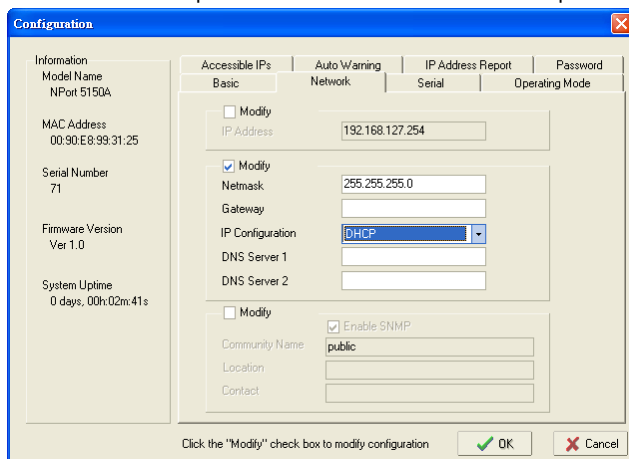 Configuration
Information
Model Name
NPort 5150A
MAC Address
00:90:E8:99:31:25
Serial Number
71
Firmware Version
Ver 1.0
System Uptime
0 days, 00h:02m:41s
Accessible IPs
Auto Warning
IP Address Report
Password
Basic
Network
Serial
Operating Mode
Modify
IP Address 192.168.127.254
Modify
Netmask 255.255.255.0
Gateway
IP Configuration DHCP
DNS Server 1
DNS Server 2
Modify
Enable SNMP
Community Name public
Location
Contact
Click the "Modify" check box to modify configuration
OK
Cancel